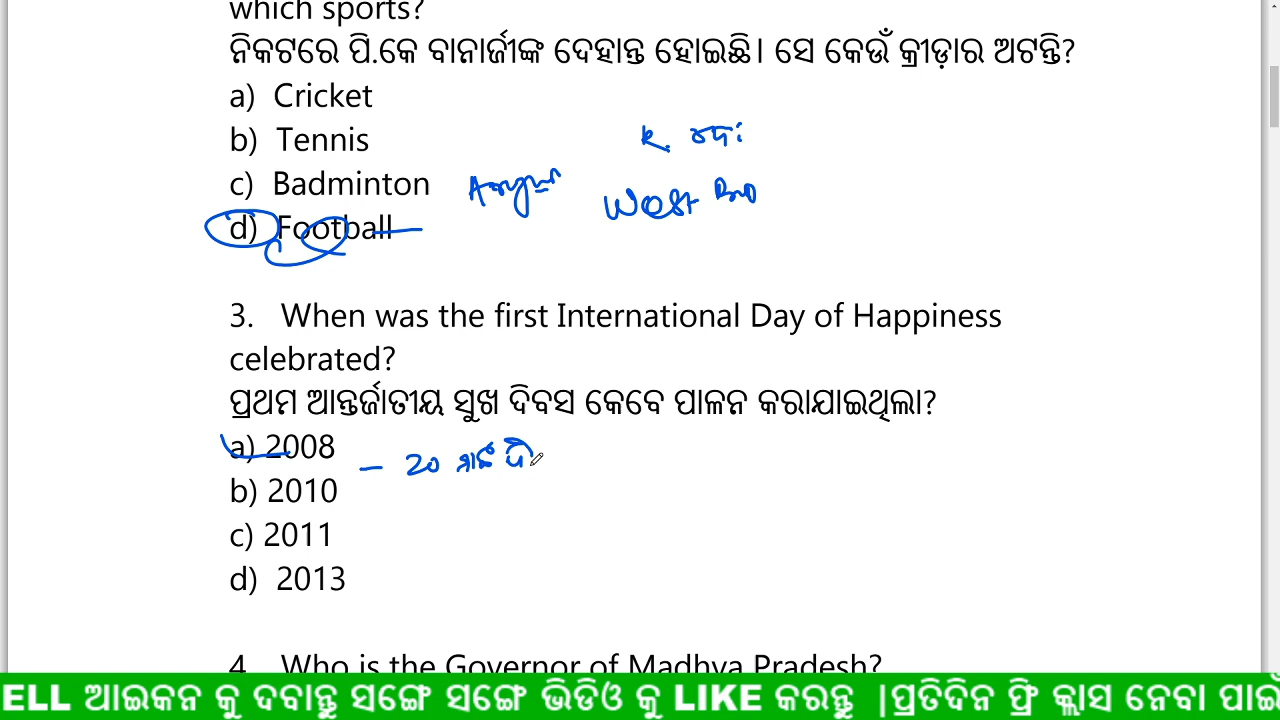 which sports?
ନିକଟରେ ପି.କେ ବାନାର୍ଜୀଙ୍କ ଦେହାନ୍ତ ହୋଇଛି। ସେ କେଉଁ କ୍ରୀଡ଼ାର ଅଟନ୍ତି?
a) Cricket
b) Tennis
c) Badminton
West
d) Football
3. When was the first International Day of Happiness
celebrated?
ପ୍ରଥମ ଆନ୍ତର୍ଜାତୀୟ ସୁଖ ଦିବସ କେବେ ପାଳନ କରାଯାଇଥିଲା?
a) 2008
– 20
b) 2010
c) 2011
d) 2013
4. Who is the Governor of Madhya Pradesh?
ELL ଆଇକନ କୁ ଦବାନ୍ତୁ ସଙ୍ଗେ ସଙ୍ଗେ ଭିଡିଓ କୁ LIKE କରନ୍ତୁ |ପ୍ରତିଦିନ ଫ୍ରି କ୍ଲାସ ନେବା ପାଇଁ